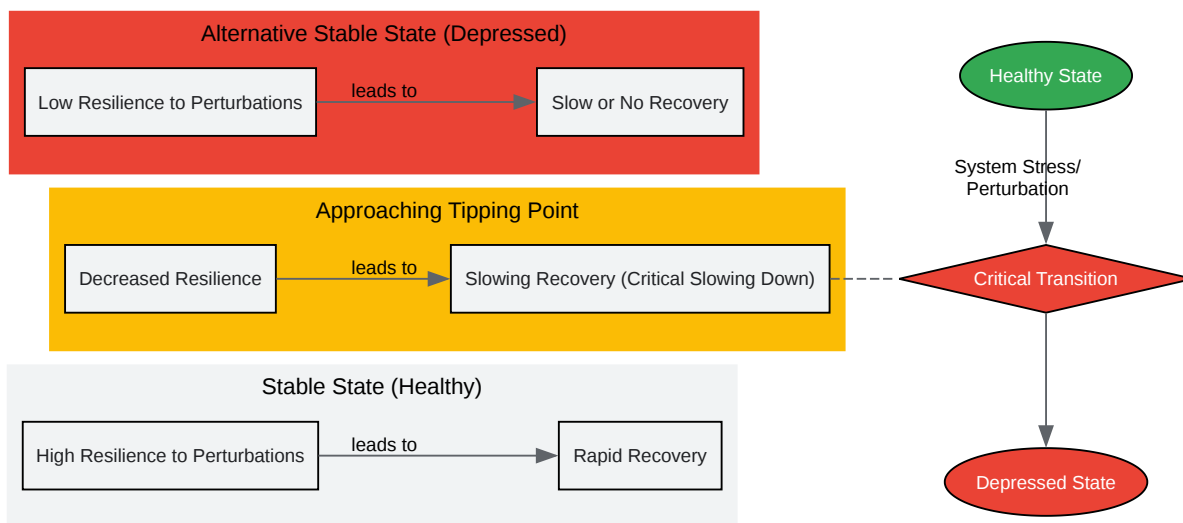 Alternative Stable State (Depressed)
Low Resilience to Perturbations
leads to
Slow or No Recovery
Approaching Tipping Point
Decreased Resilience
leads to
Slowing Recovery (Critical Slowing Down)
Stable State (Healthy)
High Resilience to Perturbations
leads to
Rapid Recovery
Healthy State
System Stress/
Perturbation
Critical Transition
Depressed State